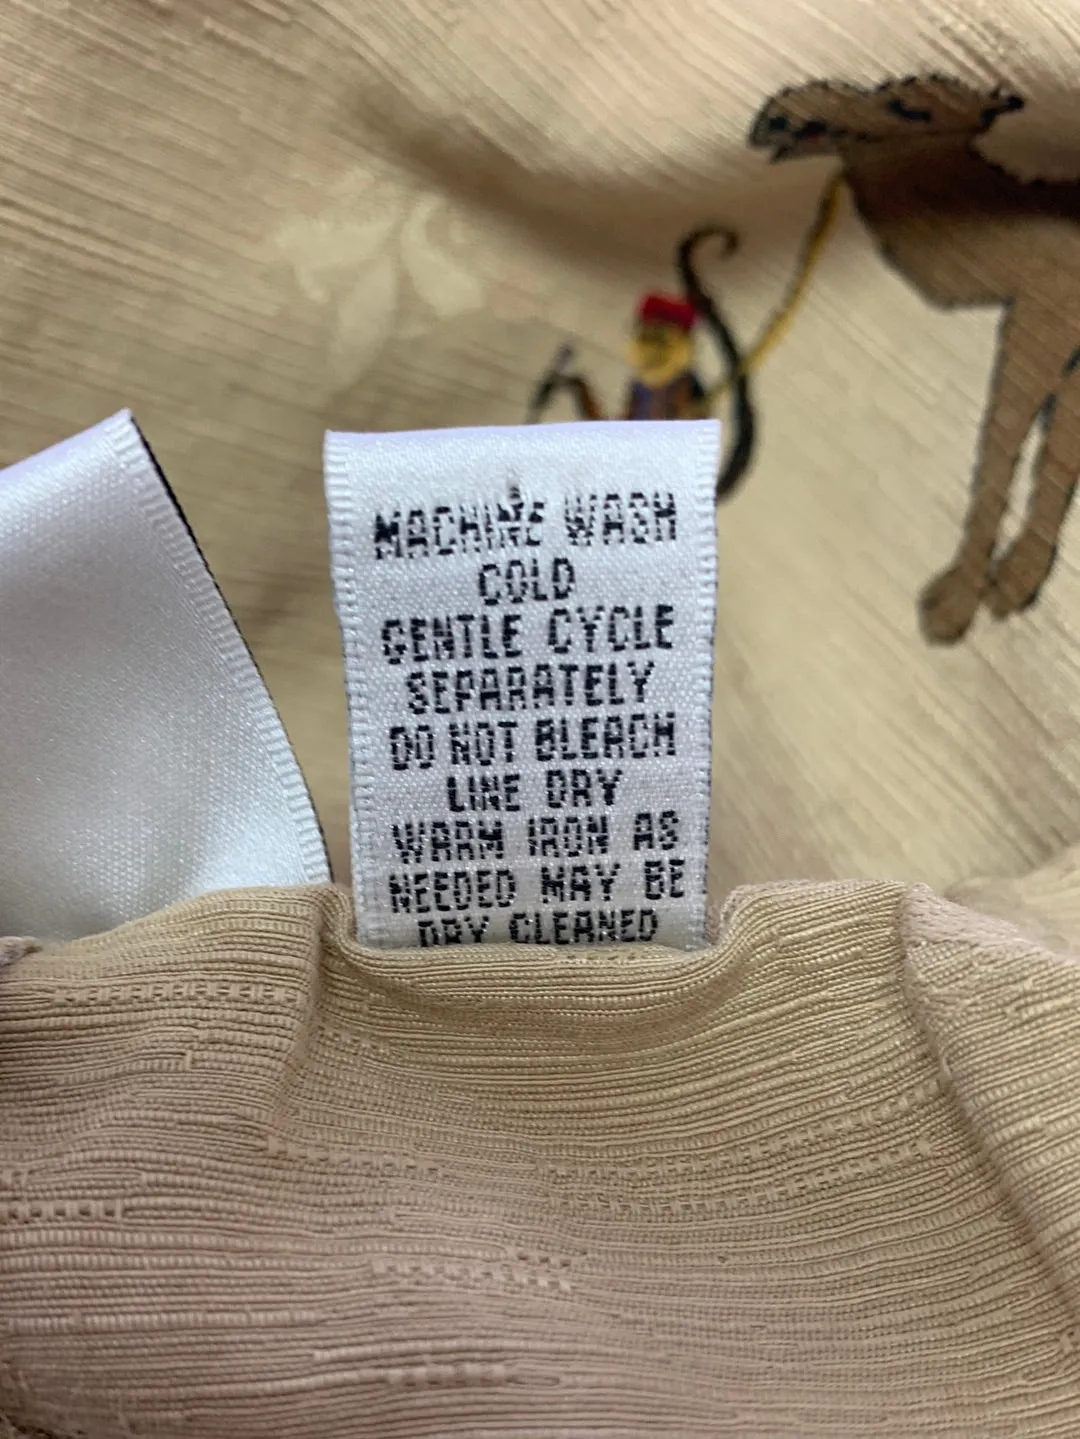 MACHINE WASH
COLD
GENTLE CYCLE
SEPARATELY
DO NOT BLEACH
LINE DRY
WARM IRON AS
NEEDED MAY BE
DRY CLEANED